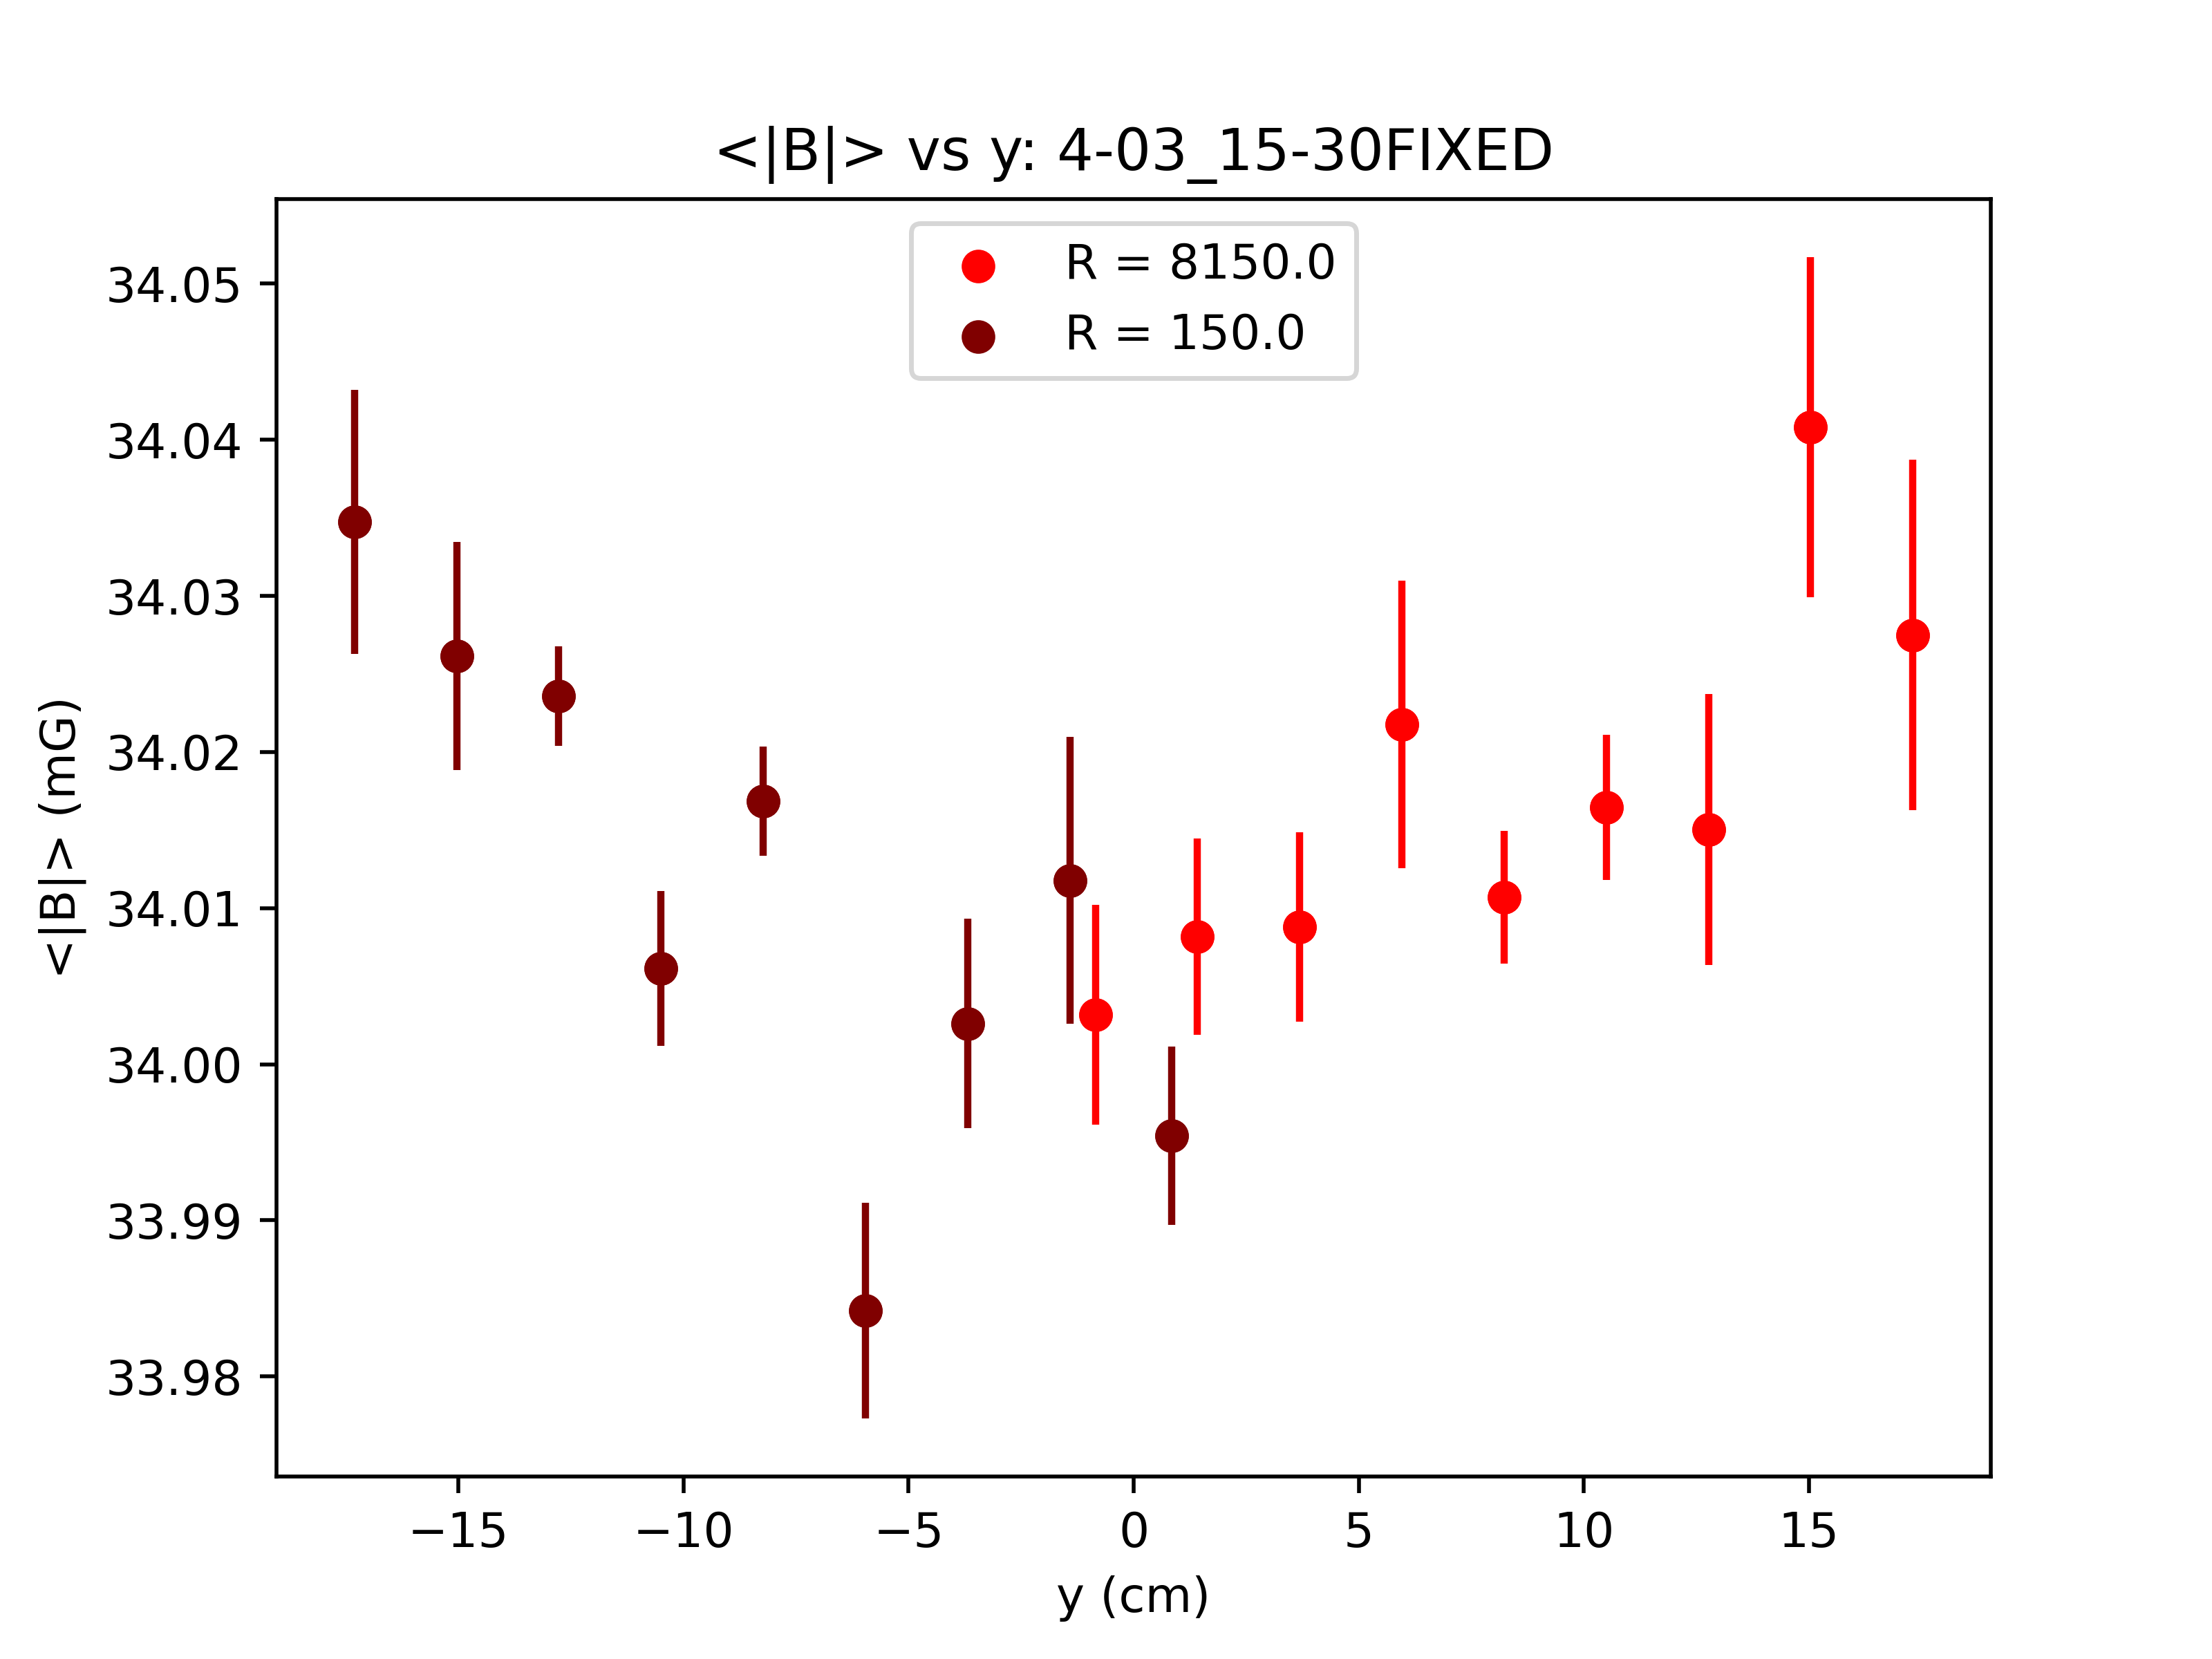 <|B|> vs y: 4-03_15-30FIXED
R = 8150.0
R = 150.0
34.05
34.04
34.03
34.02
34.01
34.00
33.99
33.98
<|B|> (mG)
−15 −10 −5 0 5 10 15
y (cm)